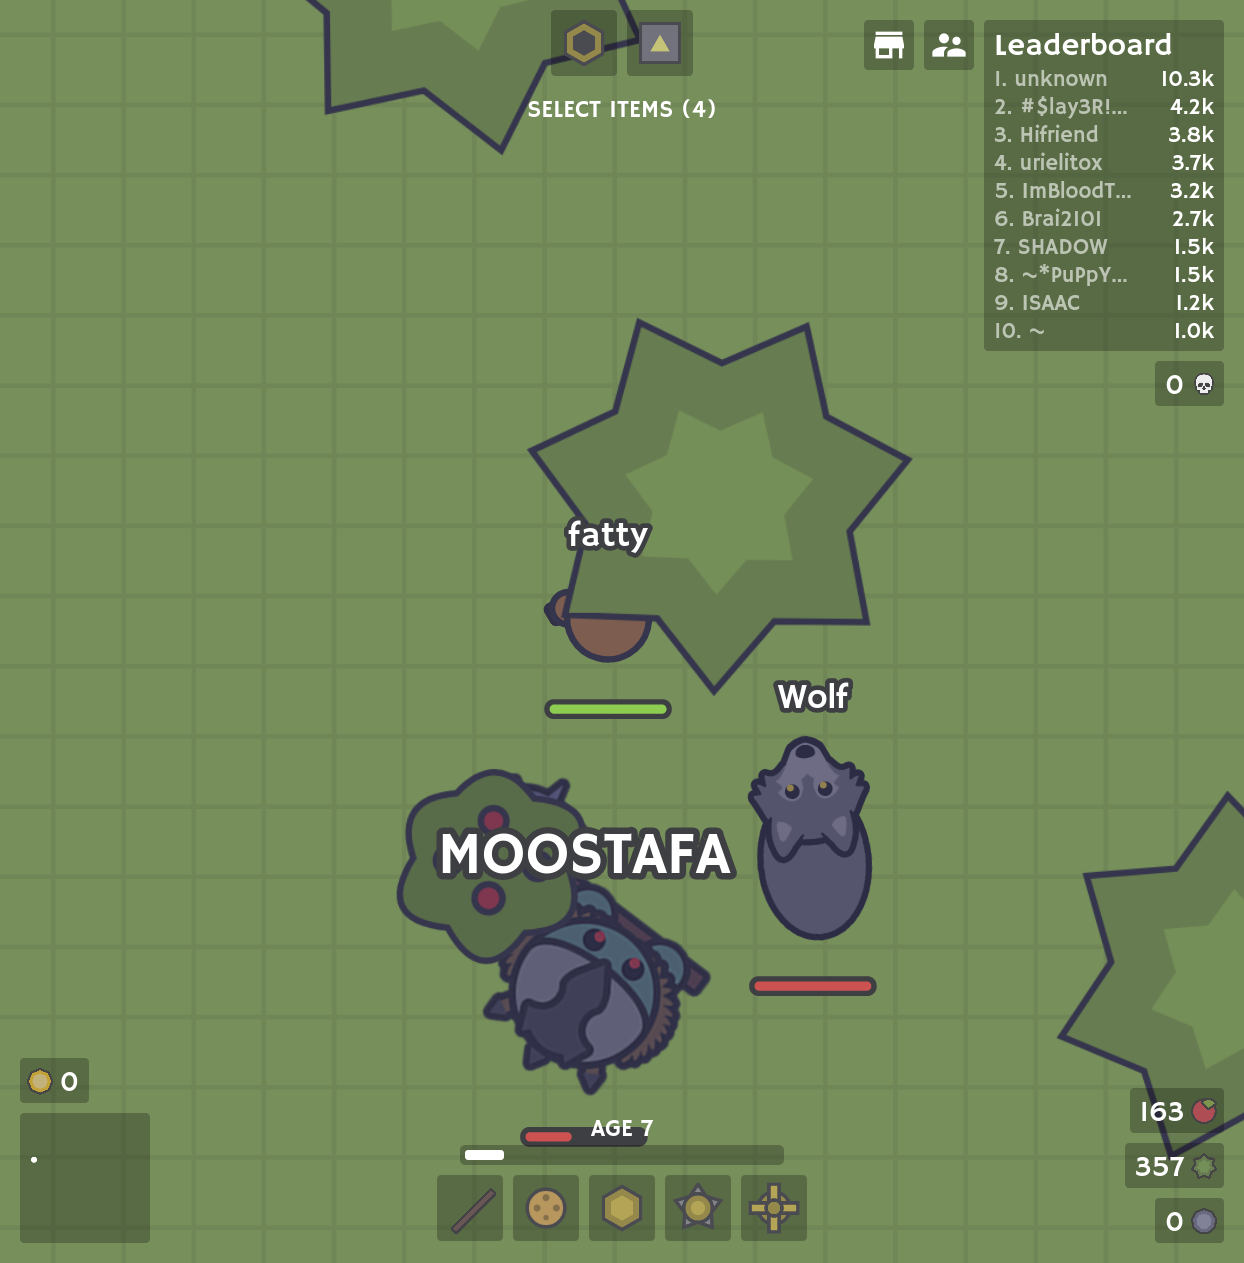 SELECT ITEMS (4)
Leaderboard
1. unknown 10.3k
2. #$lay3R!... 4.2k
3. Hifriend 3.8k
4. urielitox 3.7k
5. ImBloodT... 3.2k
6. Brai2101 2.7k
7. SHADOW 1.5k
8. ~*PuPpY... 1.5k
9. ISAAC 1.2k
10. ~ 1.0k
0
fatty
Wolf
MOOSTAFA
0
163
AGE 7
357
0